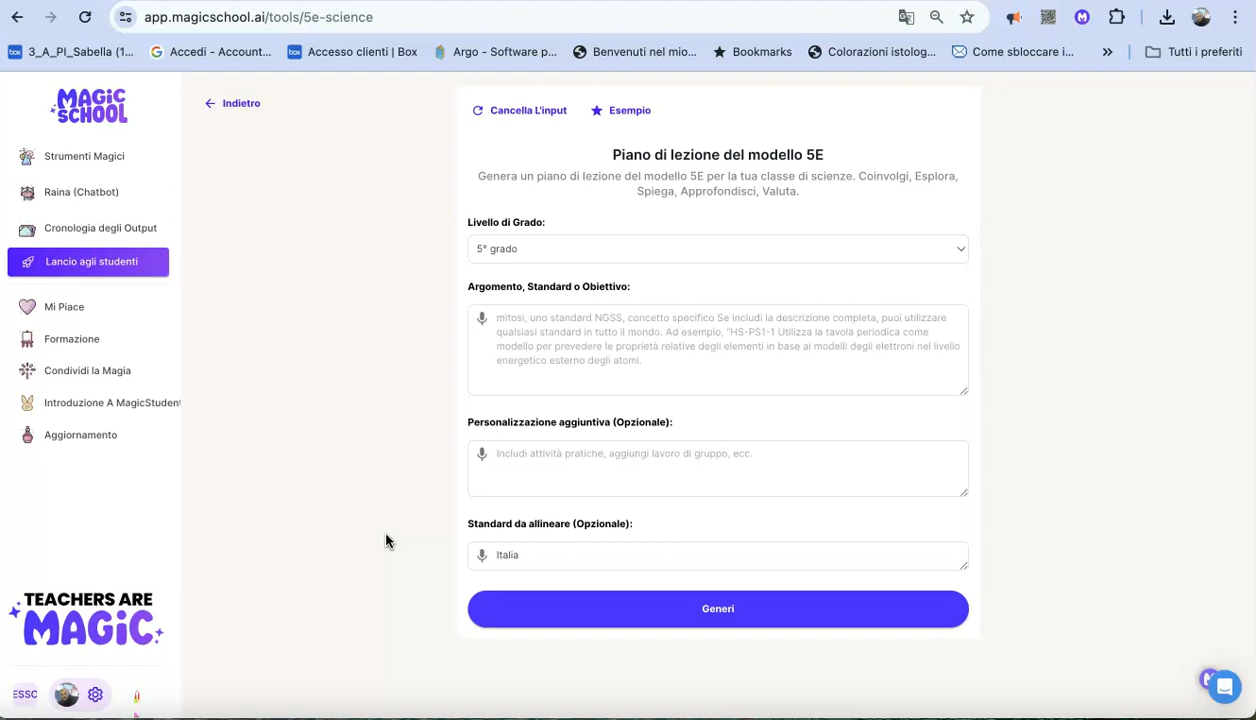 app.magicschool.ai/tools/5e-science
3_A_PI_Sabella (1...
Accedi - Account...
box
Accesso clienti | Box
Argo - Software p...
Benvenuti nel mio...
Bookmarks
Colorazioni istolog...
Come sbloccare i...
Tutti i preferiti
MAGIC
SCHOOL
Strumenti Magici
Raina (Chatbot)
Cronologia degli Output
Lancio agli studenti
Mi Piace
Formazione
Condividi la Magia
Introduzione A MagicStudent
Aggiornamento
TEACHERS ARE
MAGIC
ESSO
Indietro
Cancella L'input
Esempio
Piano di lezione del modello 5E
Genera un piano di lezione del modello 5E per la tua classe di scienze. Coinvolgi, Esplora,
Spiega, Approfondisci, Valuta.
Livello di Grado:
5° grado
Argomento, Standard o Obiettivo:
mitosi, uno standard NGSS, concetto specifico Se includi la descrizione completa, puoi utilizzare
qualsiasi standard in tutto il mondo. Ad esempio, "HS-PS1-1 Utilizza la tavola periodica come
modello per prevedere le proprietà relative degli elementi in base ai modelli degli elettroni nel livello
energetico esterno degli atomi.
Personalizzazione aggiuntiva (Opzionale):
Includi attività pratiche, aggiungi lavoro di gruppo, ecc.
Standard da allineare (Opzionale):
Italia
Generi